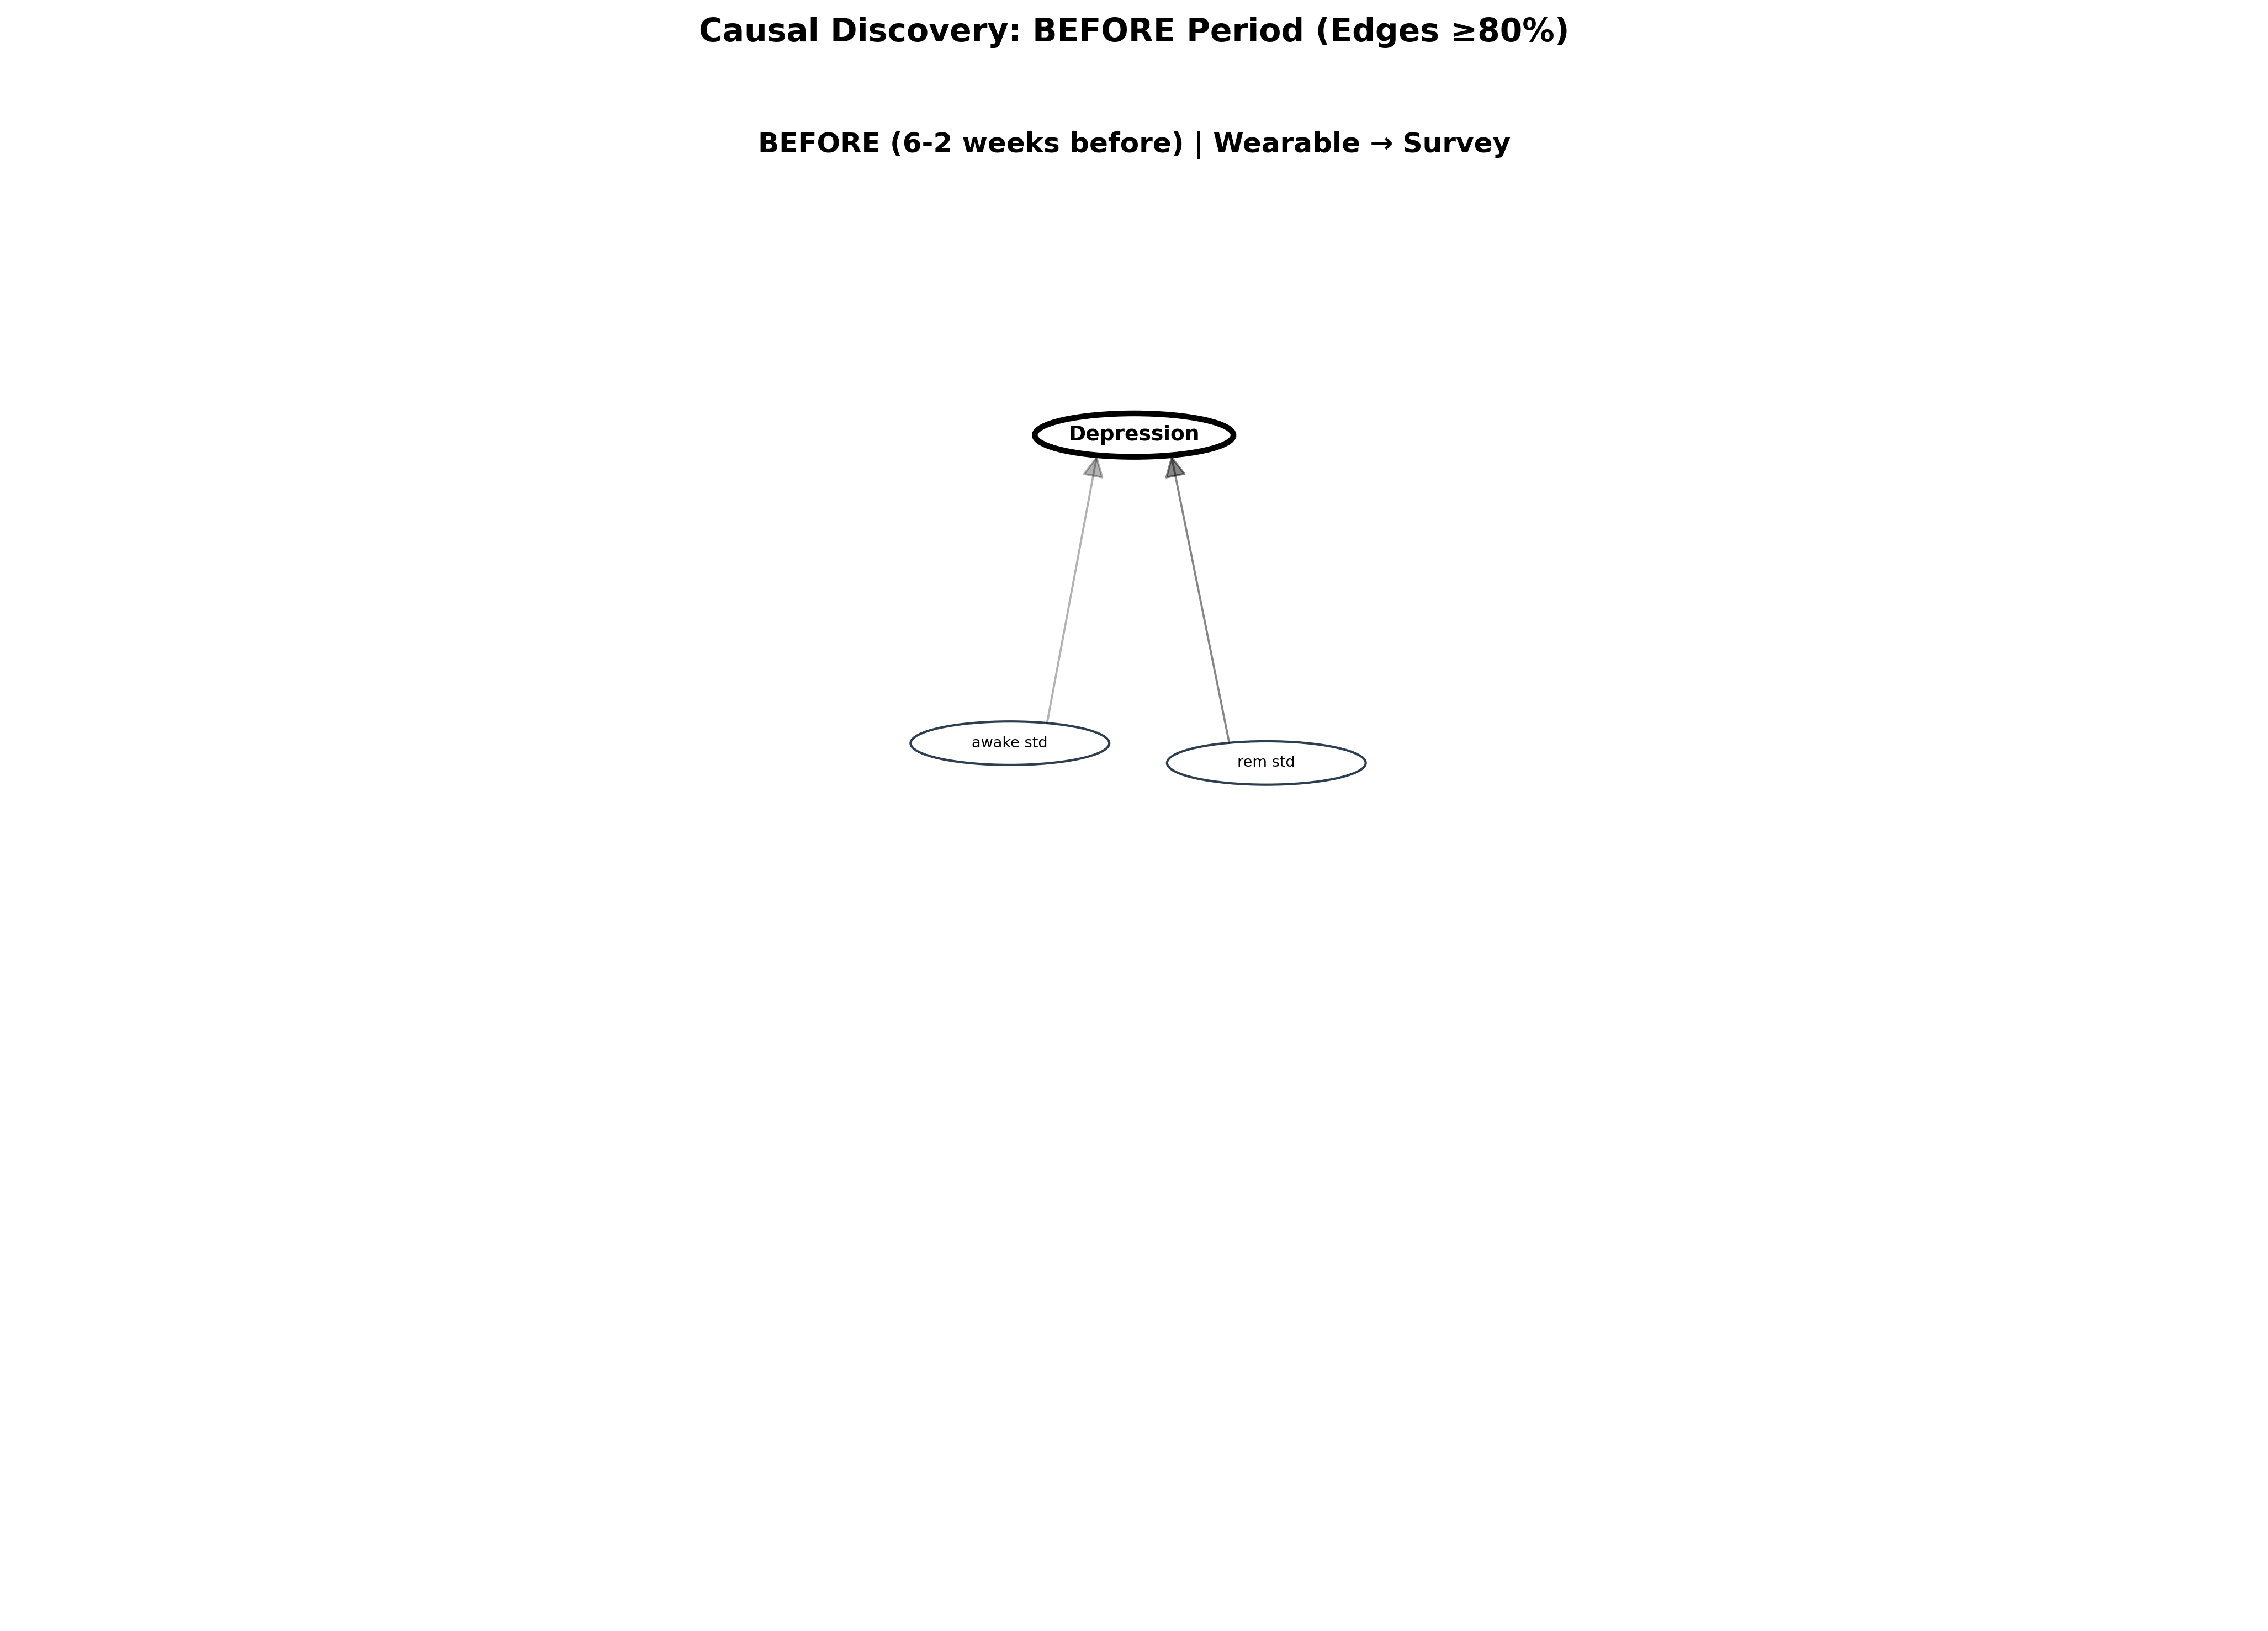 Causal Discovery: BEFORE Period (Edges ≥80%)
BEFORE (6-2 weeks before) | Wearable → Survey
Depression
awake std
rem std